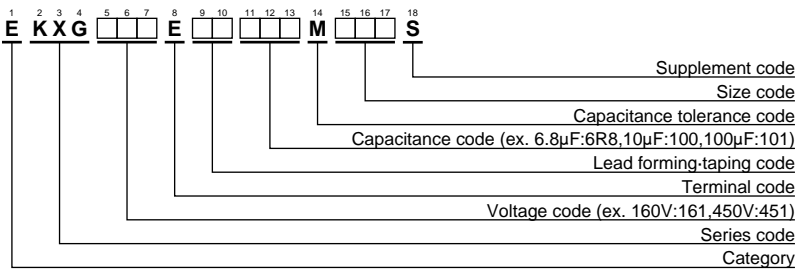 1 2 3 4 5 6 7 8 9 10 11 12 13 14 15 16 17 18
E K X G □□□ E □□ □□□ M □□□ S
Supplement code
Size code
Capacitance tolerance code
Capacitance code (ex. 6.8μF:6R8,10μF:100,100μF:101)
Lead forming·taping code
Terminal code
Voltage code (ex. 160V:161,450V:451)
Series code
Category